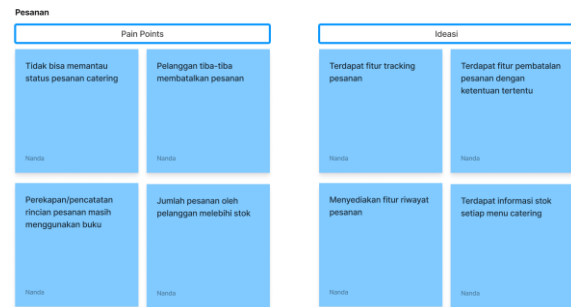 Pesanan
Pain Points
Ideasi
Tidak bisa memantau
status pesanan catering
Nanda
Pelanggan tiba-tiba
membatalkan pesanan
Nanda
Terdapat fitur tracking
pesanan
Nanda
Terdapat fitur pembatalan
pesanan dengan
ketentuan tertentu
Nanda
Perekapan/pencatatan
rincian pesanan masih
menggunakan buku
Nanda
Jumlah pesanan oleh
pelanggan melebihi stok
Nanda
Menyediakan fitur riwayat
pesanan
Nanda
Terdapat informasi stok
setiap menu catering
Nanda